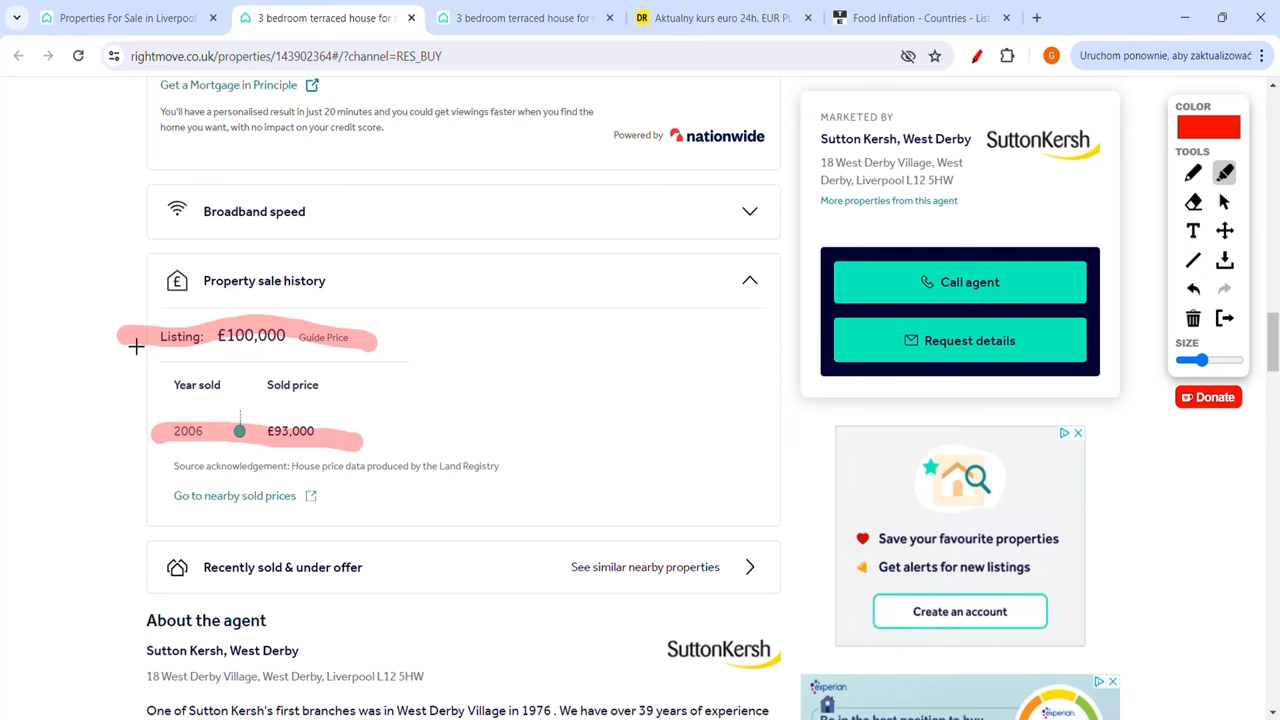 Properties For Sale in Liverpool
3 bedroom terraced house for s
3 bedroom terraced house for s
DR Aktualny kurs euro 24h. EUR PL
TE Food Inflation - Countries - List
rightmove.co.uk/properties/143902364#/?channel=RES_BUY
G
Uruchom ponownie, aby zaktualizować
Get a Mortgage in Principle
You'll have a personalised result in just 20 minutes and you could get viewings faster when you find the
home you want, with no impact on your credit score.
Powered by nationwide
Broadband speed
Property sale history
Listing: £100,000 Guide Price
Year sold Sold price
2006 £93,000
Source acknowledgement: House price data produced by the Land Registry
Go to nearby sold prices
Recently sold & under offer See similar nearby properties
About the agent
Sutton Kersh, West Derby
SuttonKersh
18 West Derby Village, West Derby, Liverpool L12 5HW
One of Sutton Kersh's first branches was in West Derby Village in 1976 . We have over 39 years of experience
MARKETED BY
Sutton Kersh, West Derby
SuttonKersh
18 West Derby Village, West
Derby, Liverpool L12 5HW
More properties from this agent
Call agent
Request details
Save your favourite properties
Get alerts for new listings
Create an account
experian.
experian.
Be in the best position to buy
COLOR
TOOLS
T
SIZE
Donate